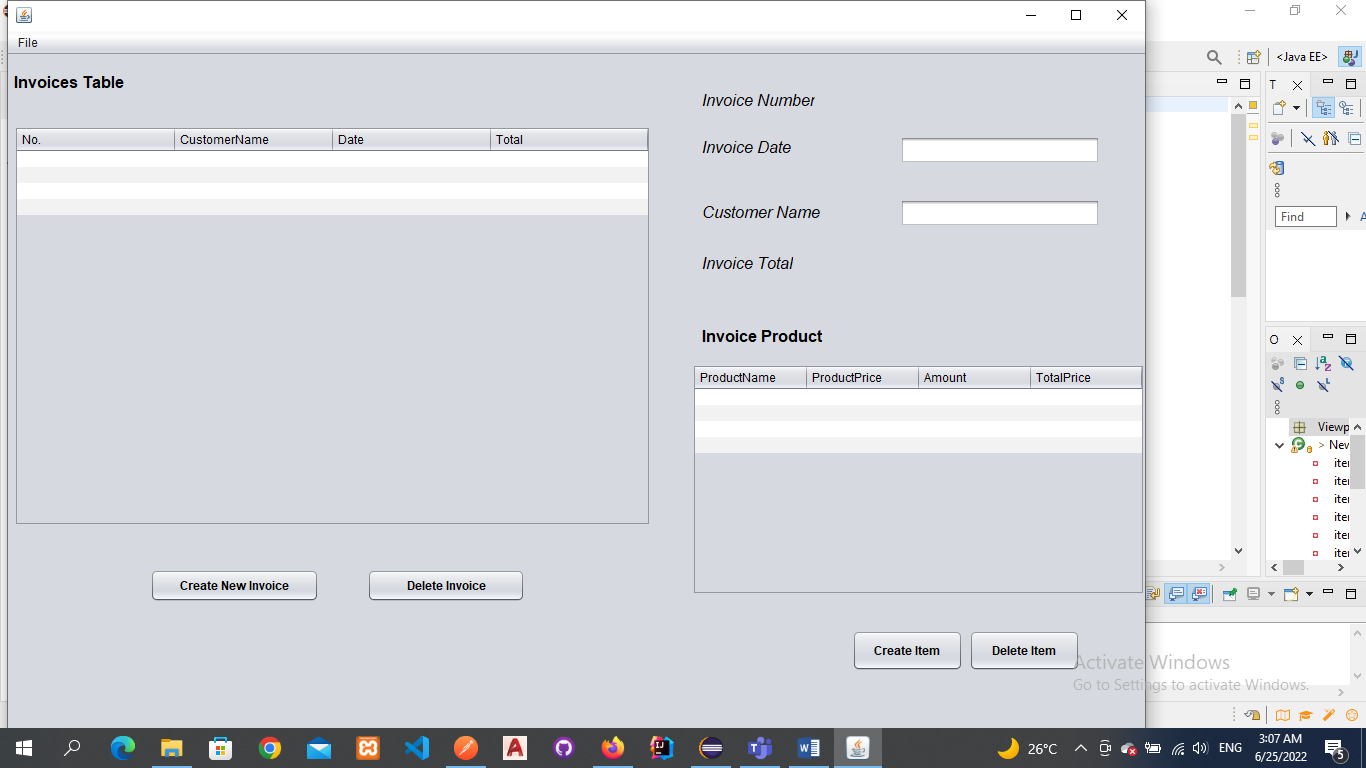 File
<Java EE>
Invoices Table
T
Invoice Number
No. CustomerName Date Total
Invoice Date
Customer Name
Find
Invoice Total
Invoice Product
O
ProductName ProductPrice Amount TotalPrice
Viewp
> New
iter
iter
iter
iter
iter
iter
Create New Invoice Delete Invoice
Create Item Delete Item
Activate Windows
Go to Settings to activate Windows.
26°C ENG 3:07 AM
6/25/2022
5